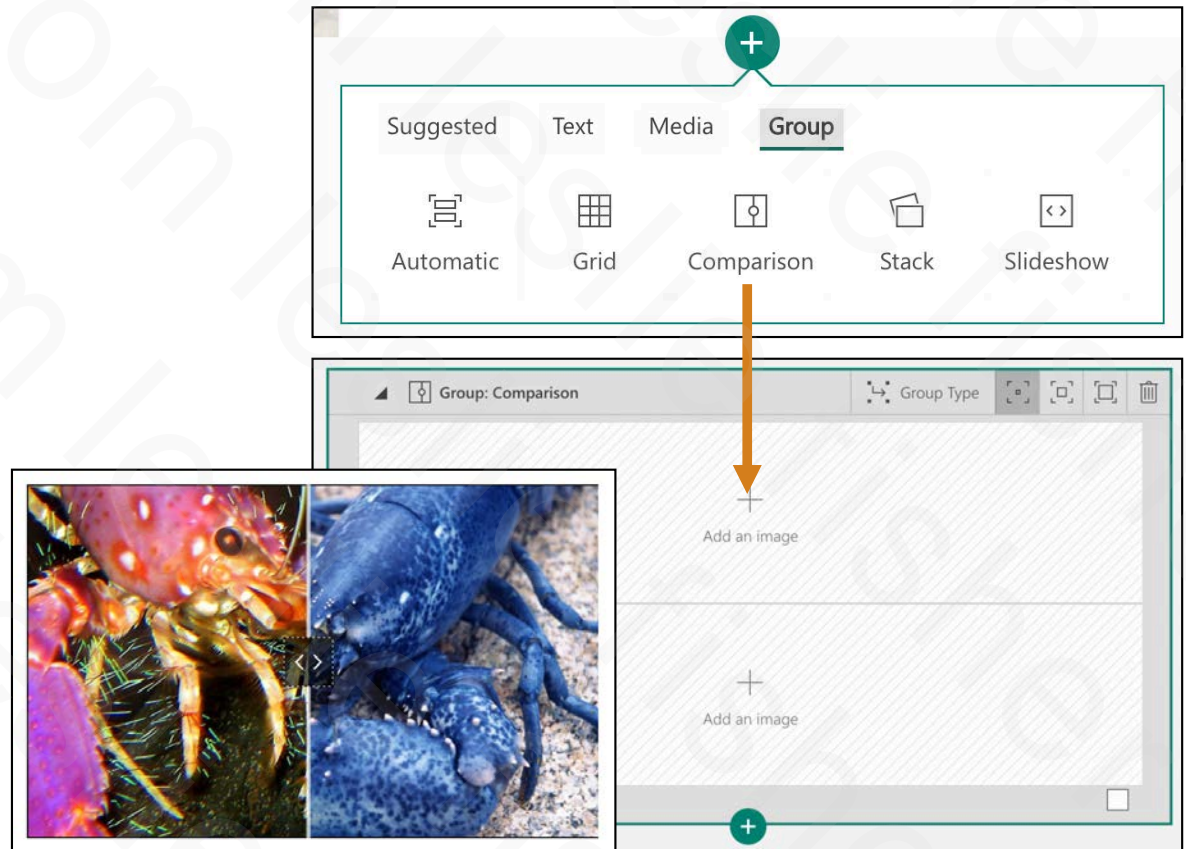 Suggested Text Media Group
Automatic Grid Comparison Stack Slideshow
Group: Comparison Group Type
Add an image
Add an image